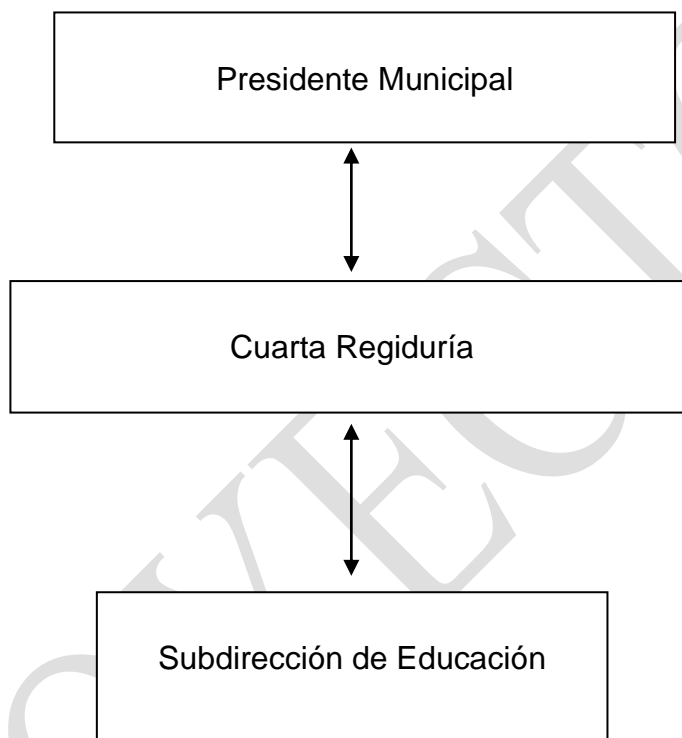 Presidente Municipal
Cuarta Regiduría
Subdirección de Educación